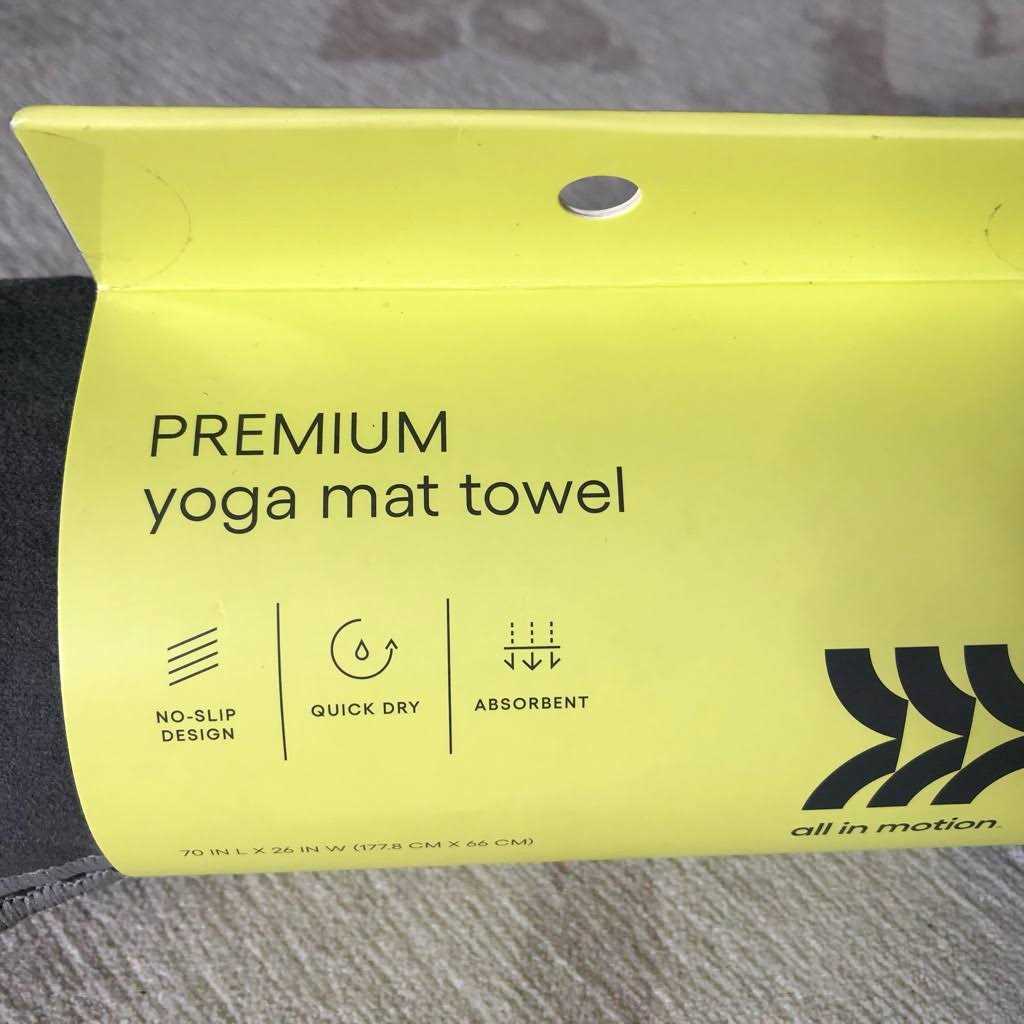 PREMIUM
yoga mat towel
NO-SLIP
DESIGN
QUICK DRY
ABSORBENT
all in motion™
70 IN L X 26 IN W (177.8 CM X 66 CM)